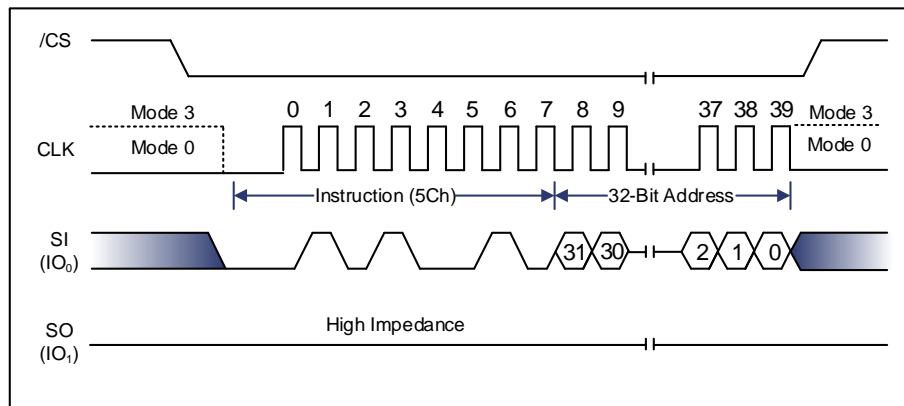 /CS
0 1 2 3 4 5 6 7 8 9 37 38 39
Mode 3 Mode 3
CLK Mode 0 Mode 0
Instruction (5Ch) 32-Bit Address
SI
(IO₀) 31 30 2 1 0
High Impedance
SO
(IO₁)